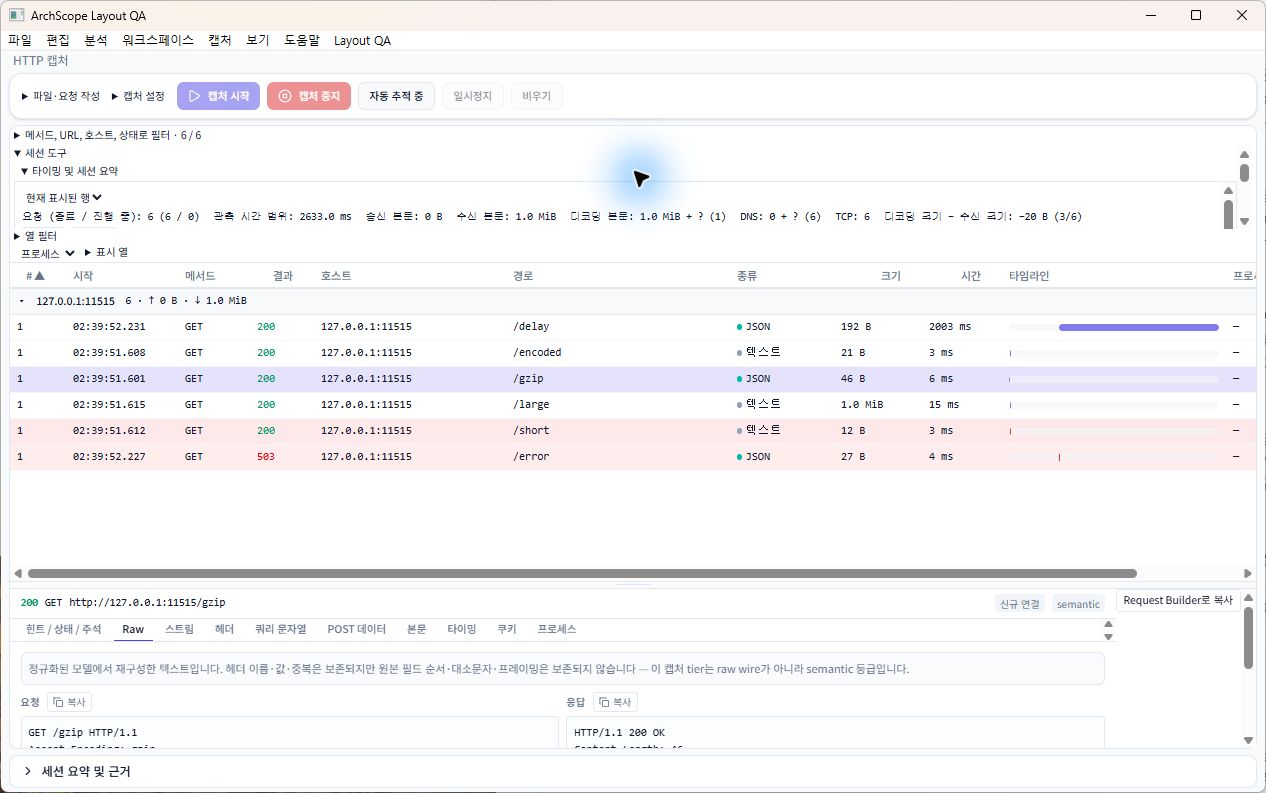 ArchScope Layout QA
파일 편집 분석 워크스페이스 캡처 보기 도움말 Layout QA
HTTP 캡처
▶ 파일·요청 작성 ▶ 캡처 설정 캡처 시작 캡처 중지 자동 추적 중 일시정지 비우기
▶ 메서드, URL, 호스트, 상태로 필터 · 6 / 6
▼ 세션 도구
▼ 타이밍 및 세션 요약
현재 표시된 행
요청 (종료 / 진행 중): 6 (6 / 0) 관측 시간 범위: 2633.0 ms 송신 본문: 0 B 수신 본문: 1.0 MiB 디코딩 본문: 1.0 MiB + ? (1) DNS: 0 + ? (6) TCP: 6 디코딩 크기 - 수신 크기: -20 B (3/6)
▶ 열 필터
프로세스 ▶ 표시 열
# ▲ 시작 메서드 결과 호스트 경로 종류 크기 시간 타임라인
127.0.0.1:11515 6 · ↑ 0 B · ↓ 1.0 MiB
1 02:39:52.231 GET 200 127.0.0.1:11515 /delay JSON 192 B 2003 ms —
1 02:39:51.608 GET 200 127.0.0.1:11515 /encoded 텍스트 21 B 3 ms —
1 02:39:51.601 GET 200 127.0.0.1:11515 /gzip JSON 46 B 6 ms —
1 02:39:51.615 GET 200 127.0.0.1:11515 /large 텍스트 1.0 MiB 15 ms —
1 02:39:51.612 GET 200 127.0.0.1:11515 /short 텍스트 12 B 3 ms —
1 02:39:52.227 GET 503 127.0.0.1:11515 /error JSON 27 B 4 ms —
200 GET http://127.0.0.1:11515/gzip 신규 연결 semantic Request Builder로 복사
힌트 / 상태 / 주석 Raw 스트림 헤더 쿼리 문자열 POST 데이터 본문 타이밍 쿠키 프로세스
정규화된 모델에서 재구성한 텍스트입니다. 헤더 이름·값·중복은 보존되지만 원본 필드 순서·대소문자·프레이밍은 보존되지 않습니다 — 이 캡처 tier는 raw wire가 아니라 semantic 등급입니다.
요청 복사 응답 복사
GET /gzip HTTP/1.1 HTTP/1.1 200 OK
세션 요약 및 근거